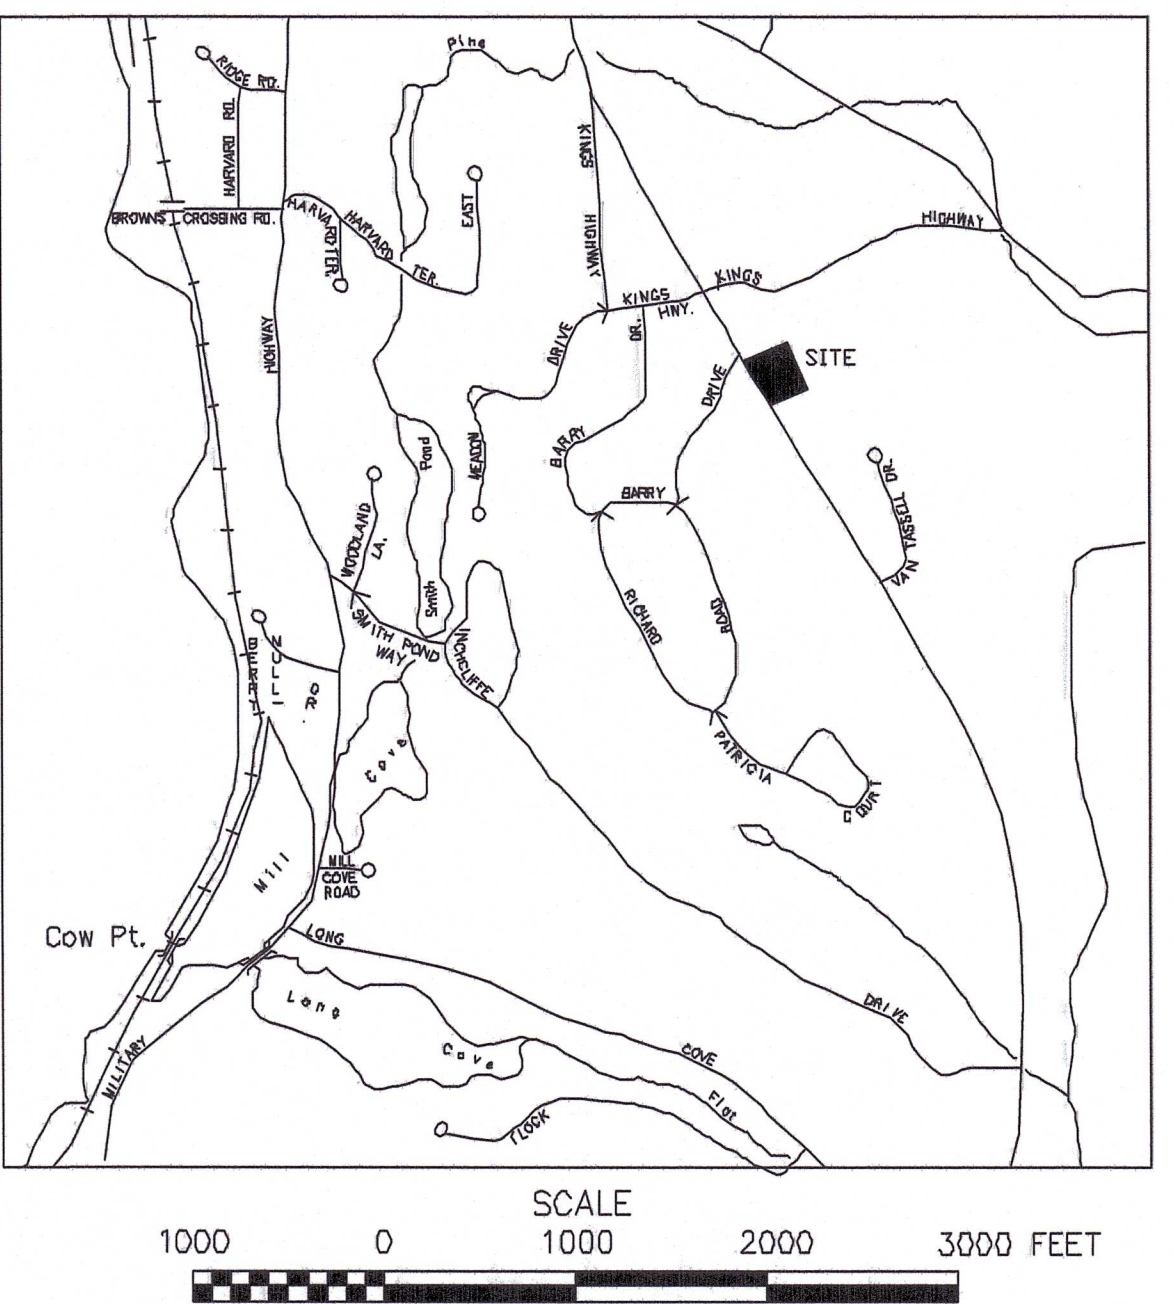 Pine
RIDGE RD.
HARVARD RD.
KINGS
HIGHWAY
BROWNS CROSSING RD.
HARVARD TER.
HARVARD TER.
EAST
HIGHWAY
KINGS
KINGS HWY.
HIGHWAY
DRIVE
DR.
DRIVE
SITE
MEADOW
BARRY
BARRY
Pond
Smith
WOODLAND LA.
VAN TASSELL DR.
SMITH POND WAY
HINCHCLIFFE
RICHARD
ROAD
BERRY
NULLI DR
PATRICIA
COURT
Cove
Mill
MILL
COVE
ROAD
Cow Pt.
LONG
Long
Cove
DRIVE
COVE
MILITARY
Flat
SCALE
1000 0 1000 2000 3000 FEET